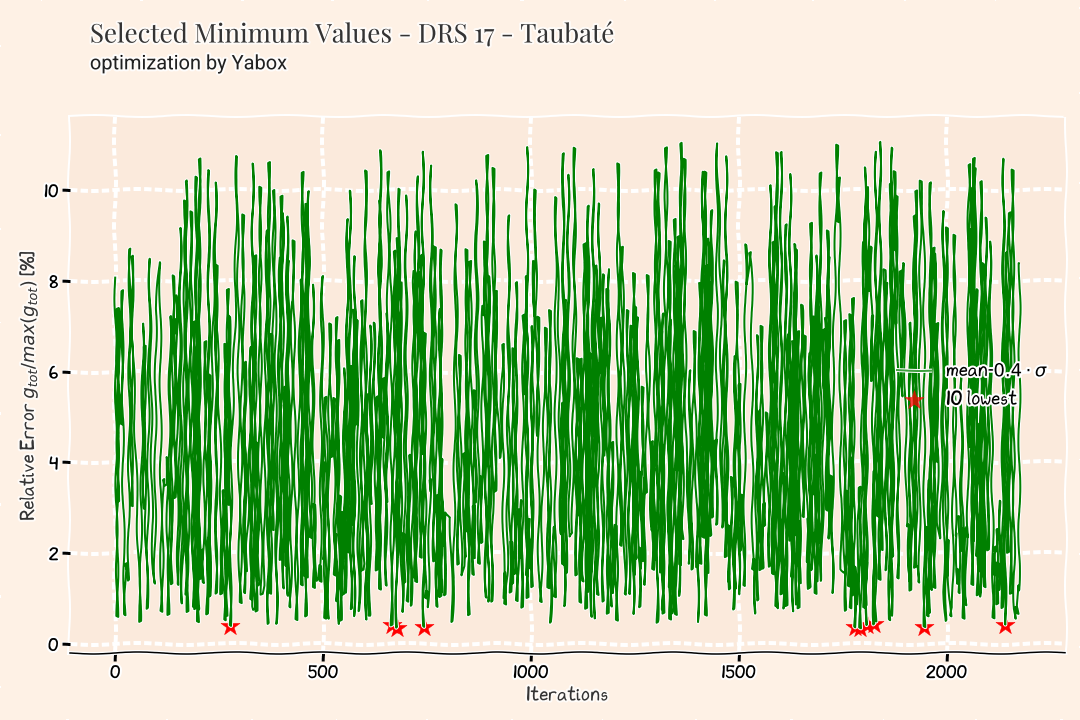 Selected Minimum Values - DRS 17 - Taubaté
optimization by Yabox
Relative Error g_tot/max(g_tot) [%]
10
8
6
4
2
0
mean-0.4 · σ
10 lowest
0 500 1000 1500 2000
Iterations